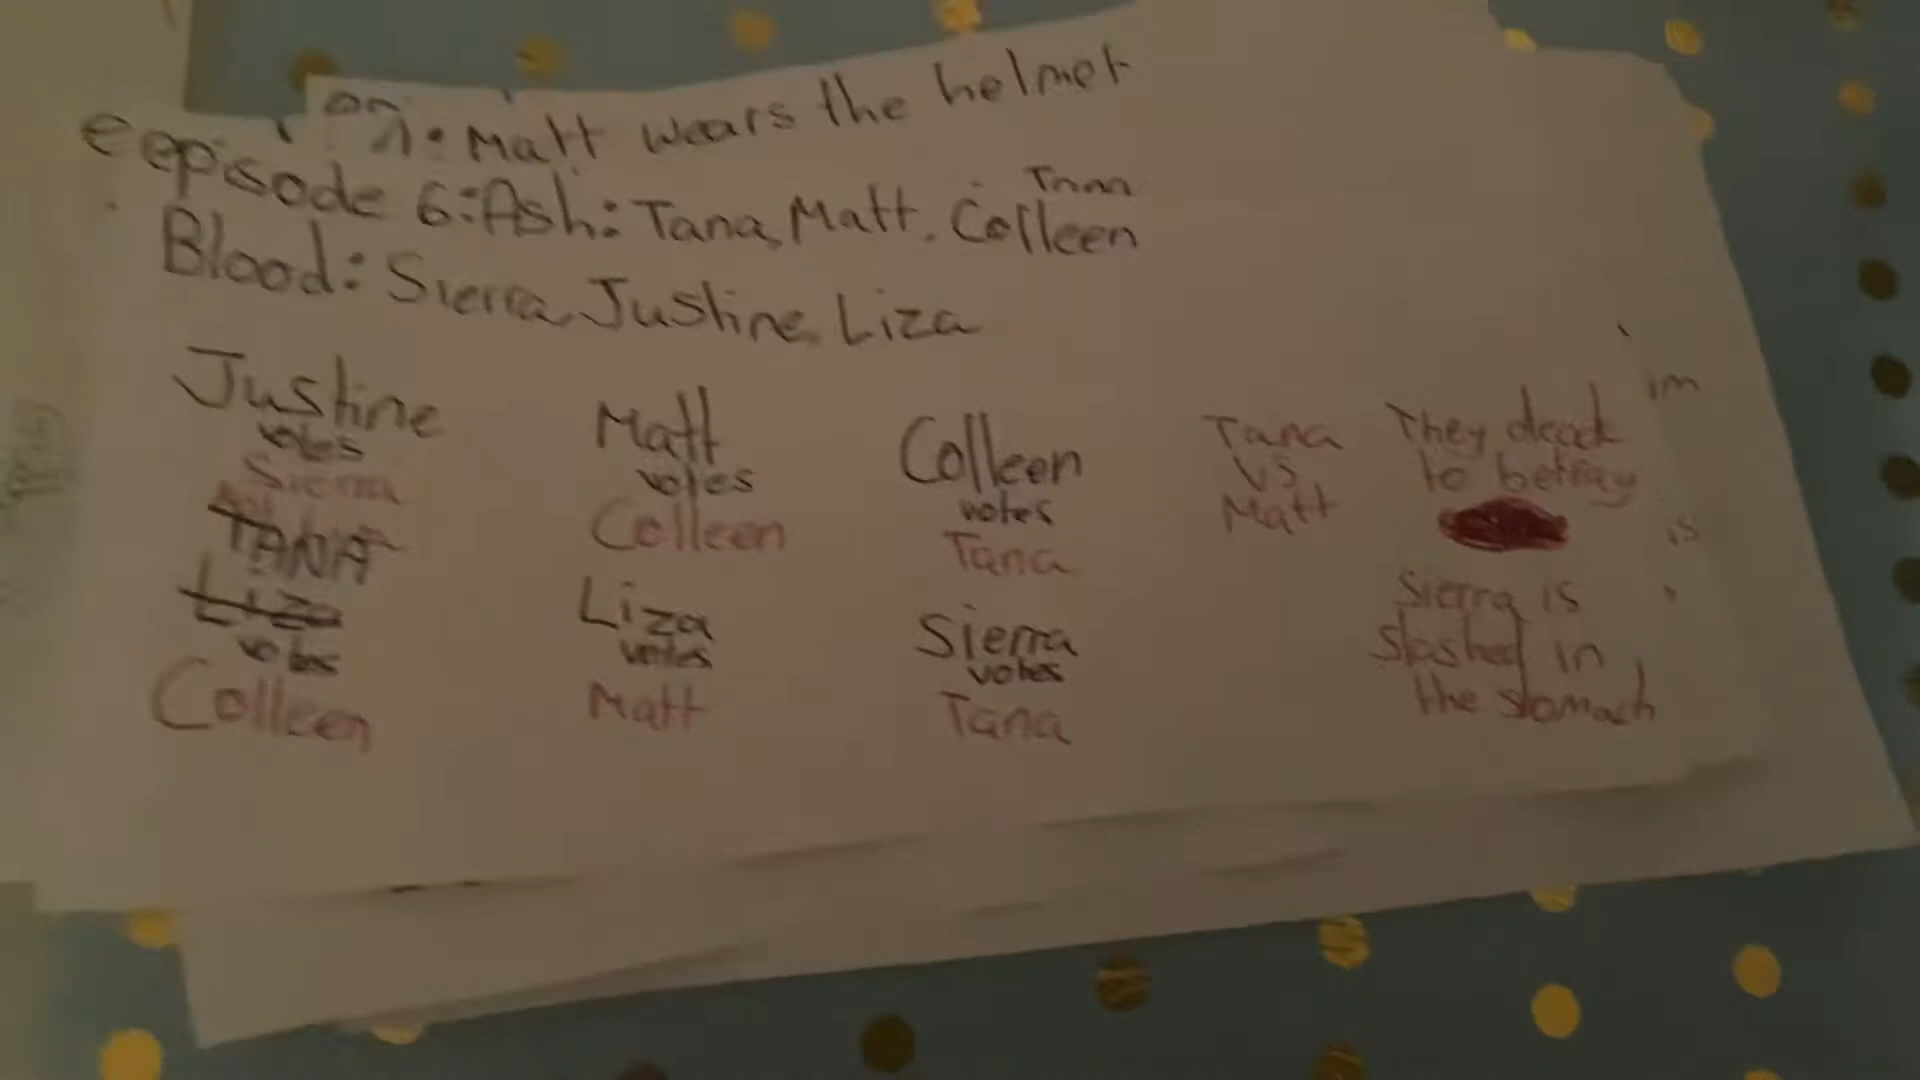 Matt wears the helmet
episode 6: Ash: Tana, Matt, Colleen
Blood: Sierra, Justine, Liza
Justine
votes
Sierra
TANA
Liza
votes
Colleen
Matt
votes
Colleen
Liza
votes
Matt
Colleen
votes
Tana
Sierra
votes
Tana
Tana
vs
Matt
They
to betray
Sierra is
slashed in
the stomach
im
is